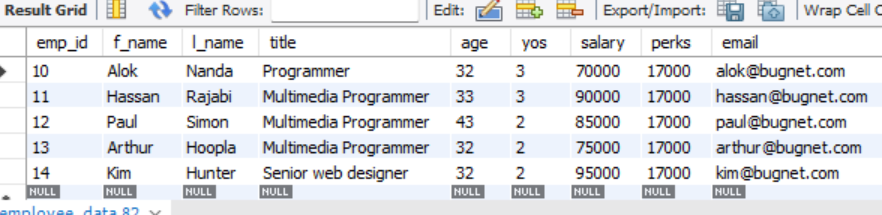 Result Grid Filter Rows: Edit: Export/Import: Wrap Cell C
emp_id f_name l_name title age yos salary perks email
10 Alok Nanda Programmer 32 3 70000 17000 alok@bugnet.com
11 Hassan Rajabi Multimedia Programmer 33 3 90000 17000 hassan@bugnet.com
12 Paul Simon Multimedia Programmer 43 2 85000 17000 paul@bugnet.com
13 Arthur Hoopla Multimedia Programmer 32 2 75000 17000 arthur@bugnet.com
14 Kim Hunter Senior web designer 32 2 95000 17000 kim@bugnet.com
NULL NULL NULL NULL NULL NULL NULL NULL NULL
employee_data 82